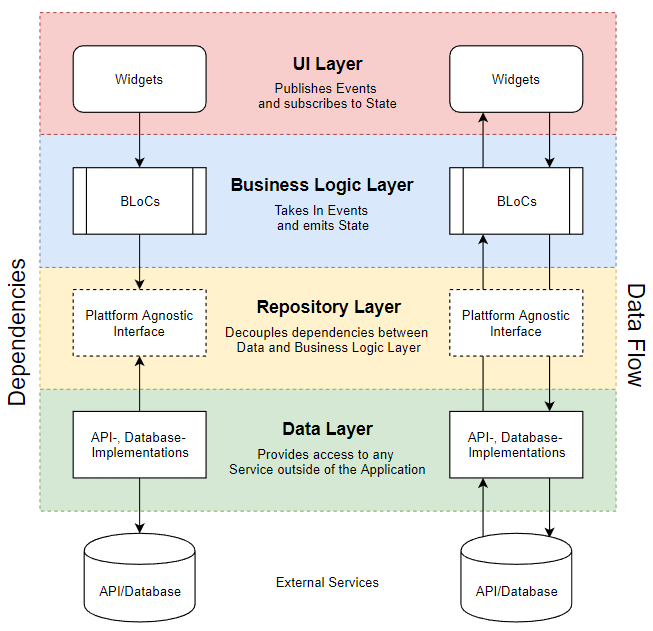 UI Layer
Widgets
Publishes Events
and subscribes to State
Widgets
Business Logic Layer
BLoCs
Takes In Events
and emits State
BLoCs
Dependencies
Data Flow
Repository Layer
Plattform Agnostic
Interface
Decouples dependencies between
Data and Business Logic Layer
Plattform Agnostic
Interface
Data Layer
API-, Database-
Implementations
Provides access to any
Service outside of the Application
API-, Database-
Implementations
API/Database
External Services
API/Database